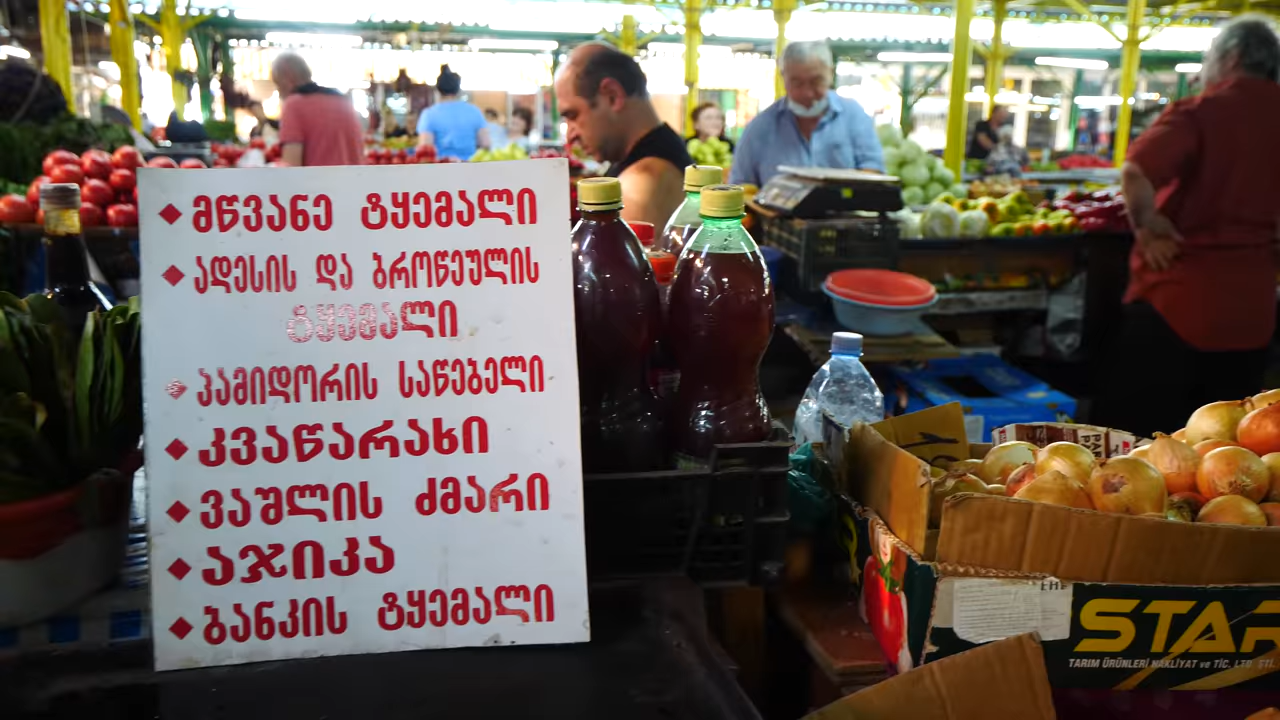 ◆ მწვანე ტყემალი
◆ ადესის და ბროწეულის
ტყემალი
◆ პამიდორის საწებელი
◆ კვაწარახი
◆ ვაშლის ძმარი
◆ აჯიკა
◆ ბანკის ტყემალი
STAR
TARIM ÜRÜNLERİ NAKLİYAT ve TİC. LTD. ŞTİ.